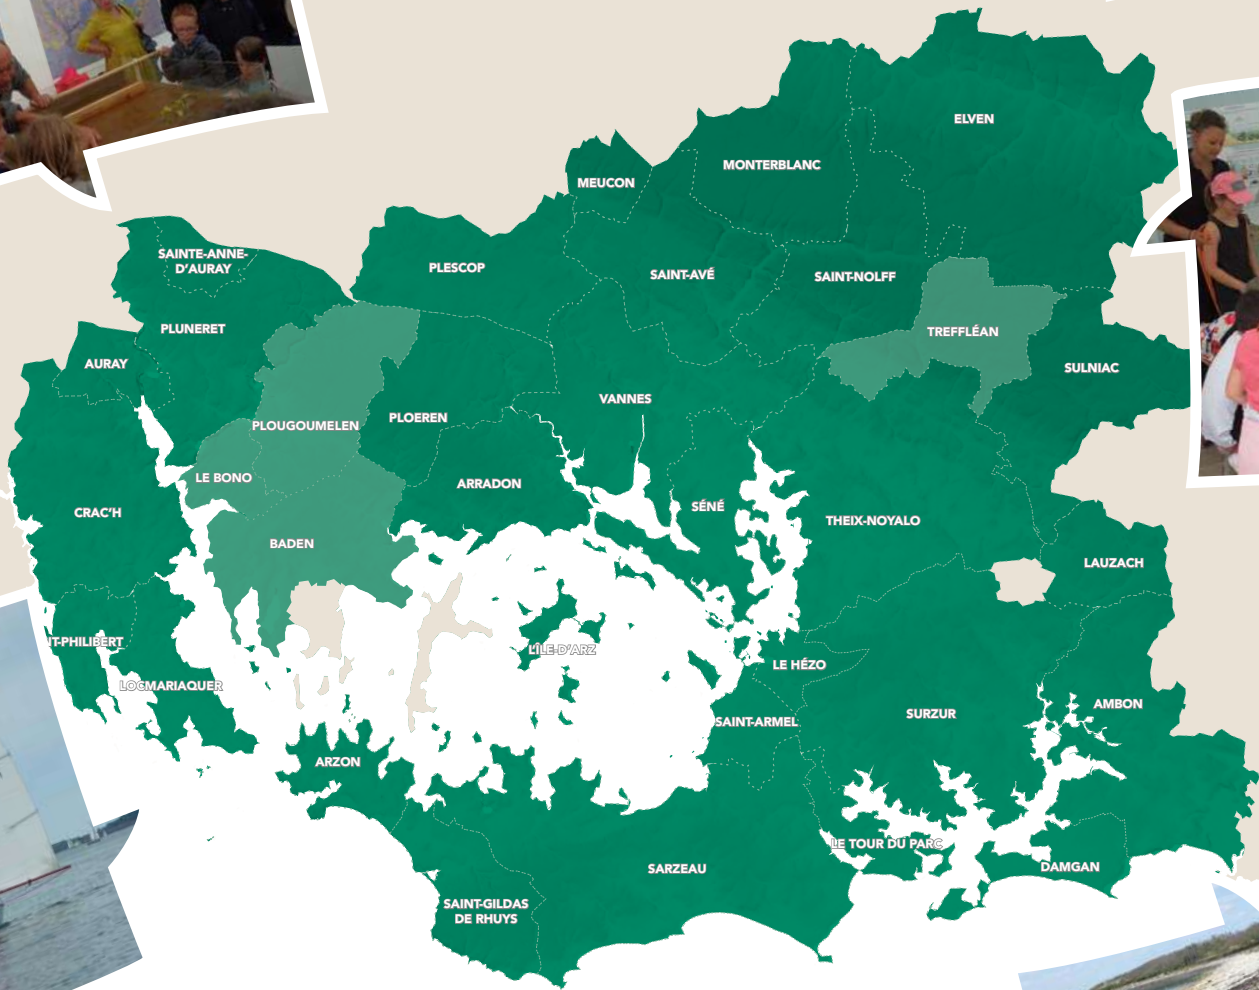 ELVEN
MONTERBLANC
MEUCON
SAINTE-ANNE-
D'AURAY
PLESCOP
SAINT-AVÉ
SAINT-NOLFF
PLUNERET
TREFFLÉAN
AURAY
SULNIAC
VANNES
PLOEREN
PLOUGOUMELEN
LE BONO
ARRADON
SÉNÉ
CRAC'H
THEIX-NOYALO
BADEN
LAUZACH
IT-PHILIBERT
L'ÎLE-D'ARZ
LE HÉZO
LOCMARIAQUER
AMBON
SURZUR
SAINT-ARMEL
ARZON
LE TOUR DU PARC
DAMGAN
SARZEAU
SAINT-GILDAS
DE RHUYS